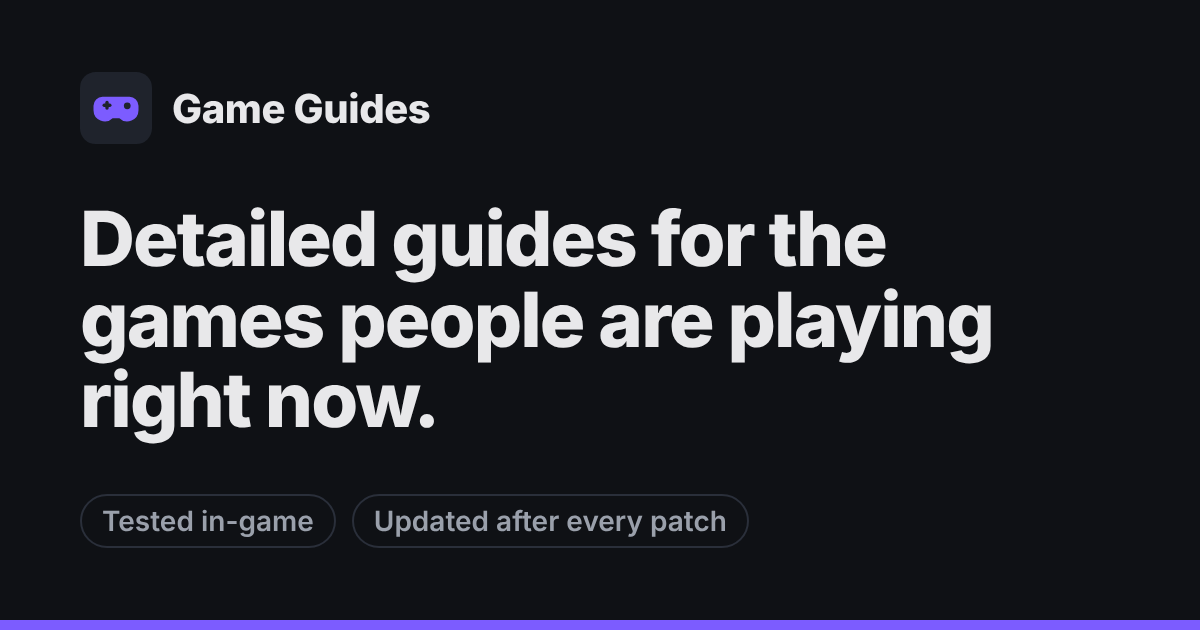 Game Guides
Detailed guides for the
games people are playing
right now.
Tested in-game
Updated after every patch